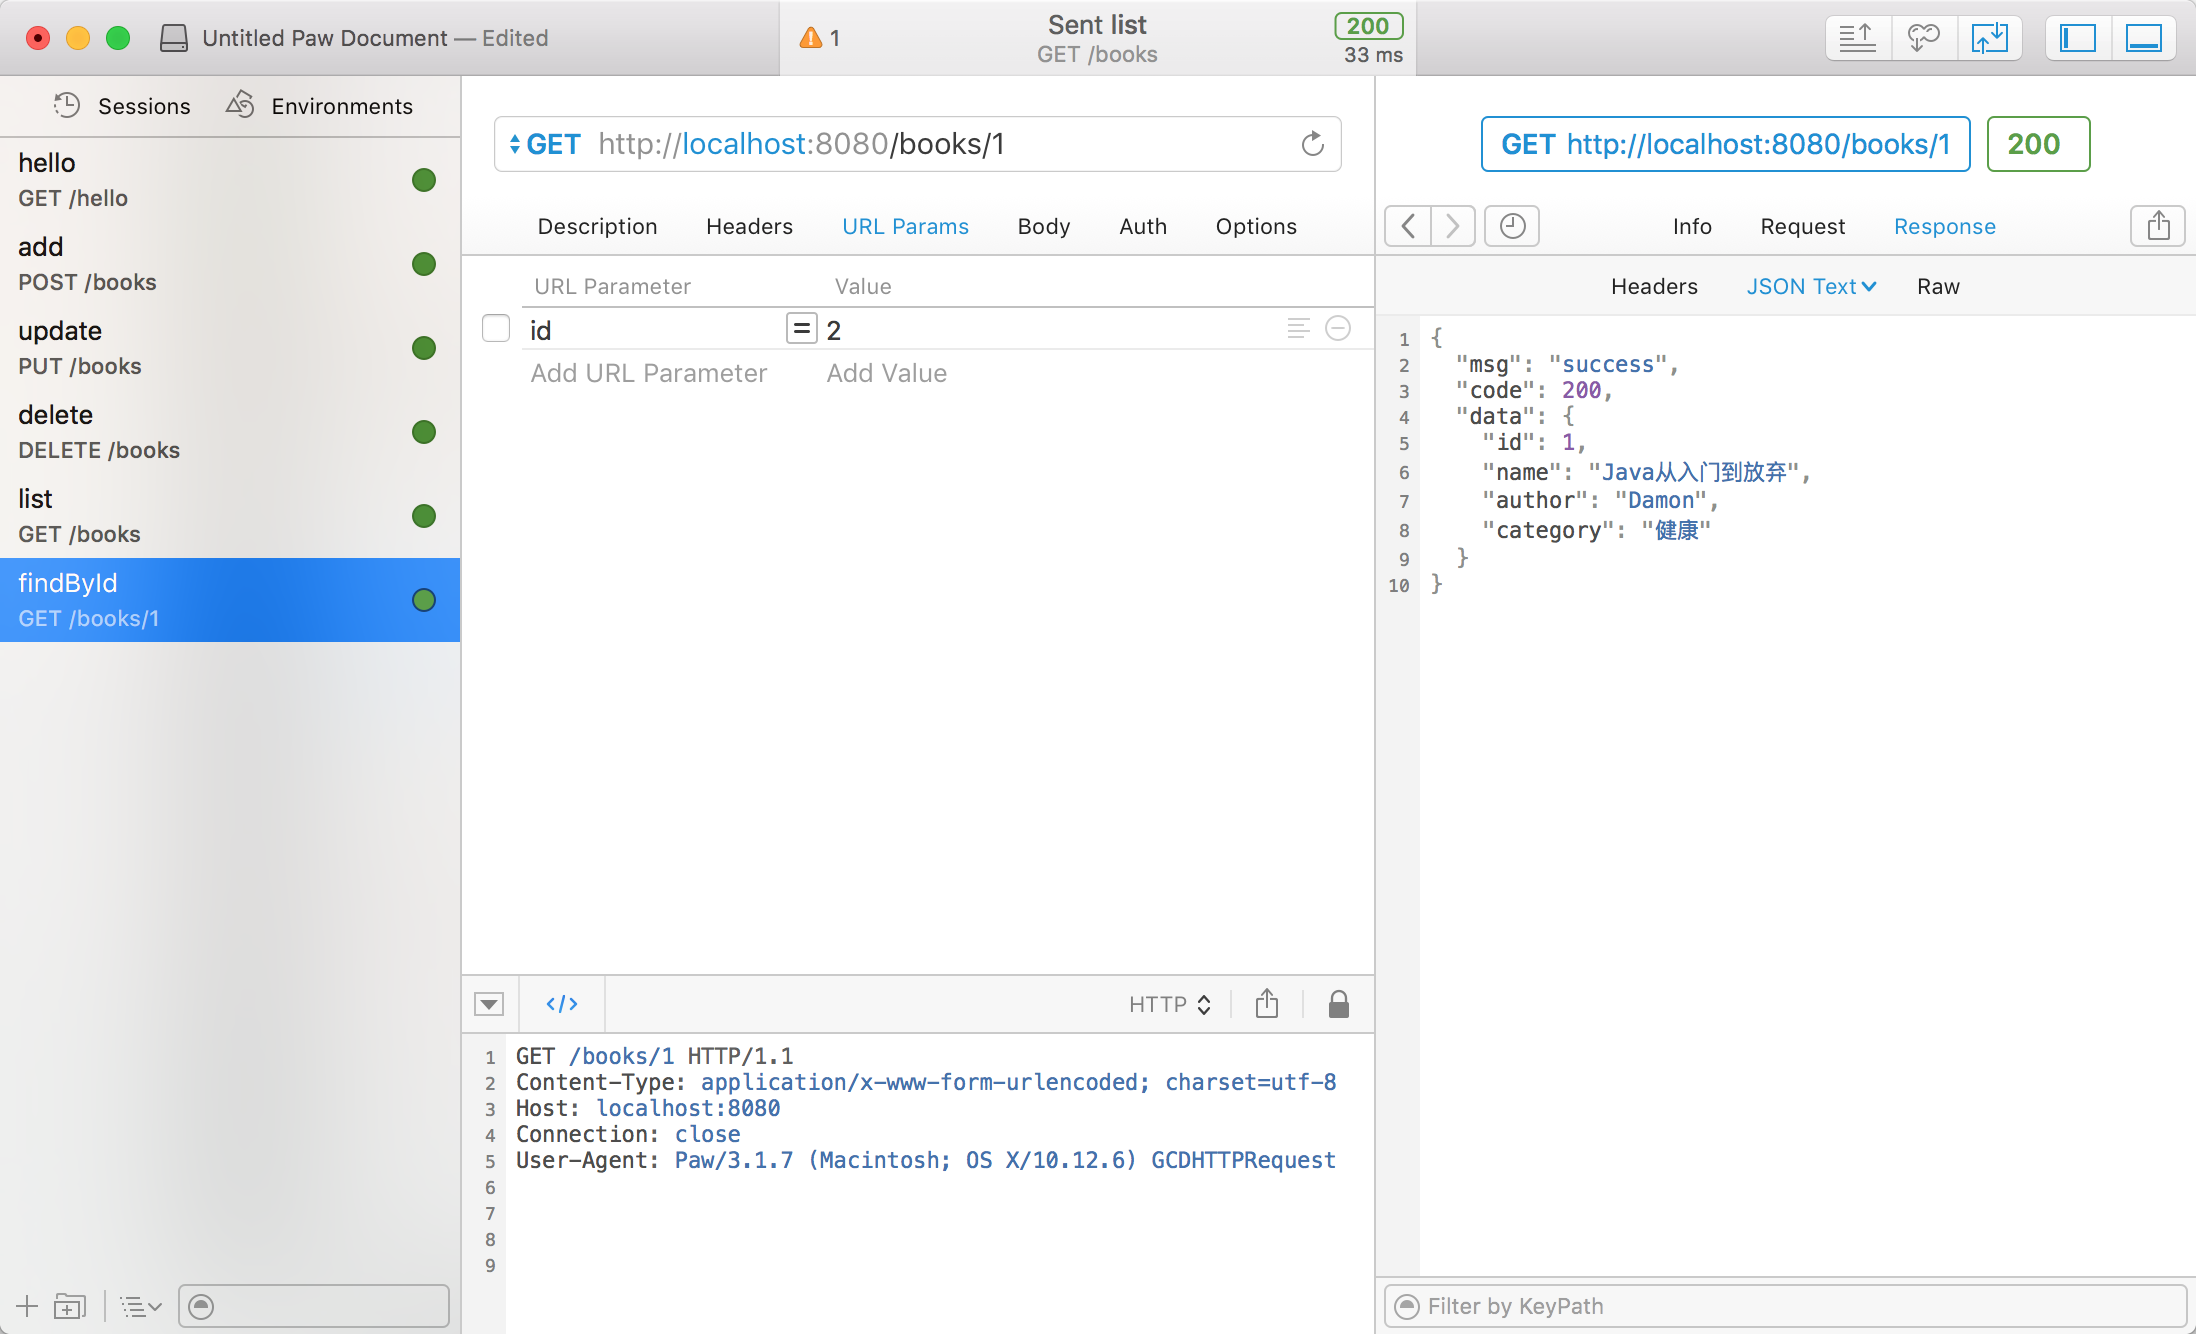 Untitled Paw Document — Edited
1
Sent list
GET /books
200
33 ms
Sessions
Environments
hello
GET /hello
add
POST /books
update
PUT /books
delete
DELETE /books
list
GET /books
findById
GET /books/1
GET http://localhost:8080/books/1
Description Headers URL Params Body Auth Options
URL Parameter Value
id = 2
Add URL Parameter Add Value
</> HTTP
1 GET /books/1 HTTP/1.1
2 Content-Type: application/x-www-form-urlencoded; charset=utf-8
3 Host: localhost:8080
4 Connection: close
5 User-Agent: Paw/3.1.7 (Macintosh; OS X/10.12.6) GCDHTTPRequest
6
7
8
9
GET http://localhost:8080/books/1 200
Info Request Response
Headers JSON Text Raw
1 {
2 "msg": "success",
3 "code": 200,
4 "data": {
5 "id": 1,
6 "name": "Java从入门到放弃",
7 "author": "Damon",
8 "category": "健康"
9 }
10 }
Filter by KeyPath